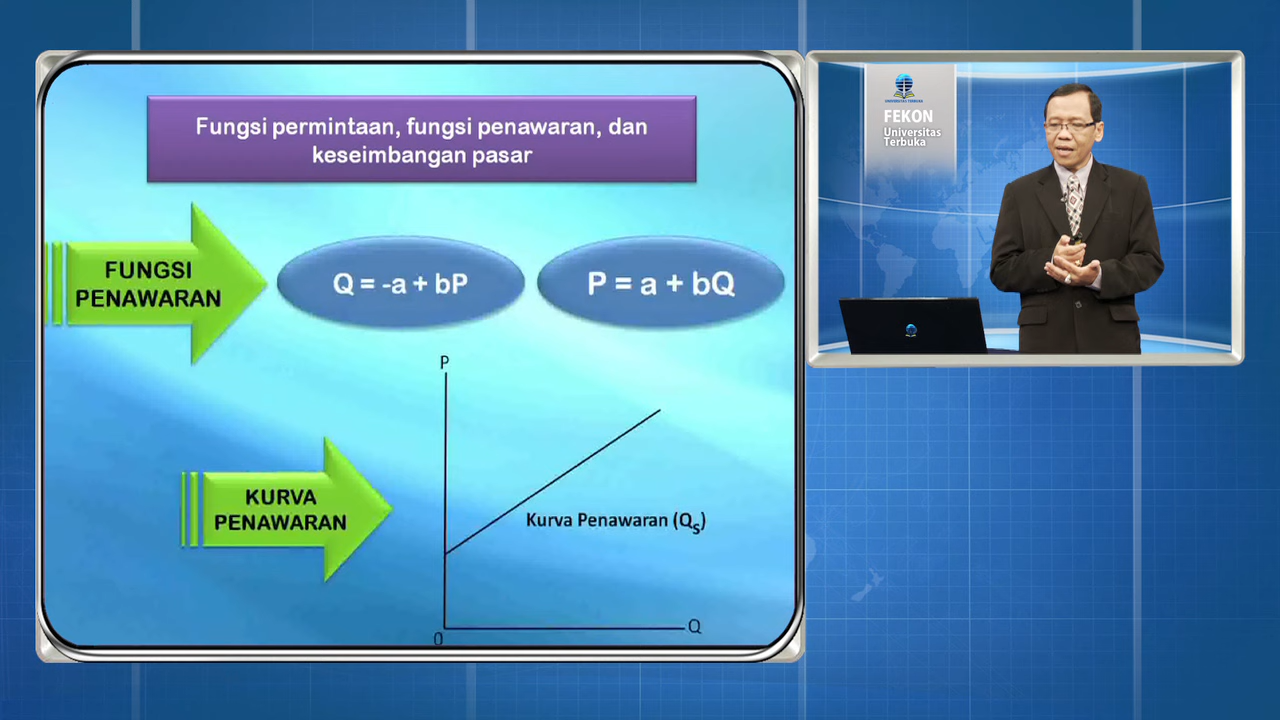 Fungsi permintaan, fungsi penawaran, dan
keseimbangan pasar
FUNGSI
PENAWARAN
Q = -a + bP
P = a + bQ
KURVA
PENAWARAN
P
Kurva Penawaran (Qs)
0
Q
UNIVERSITAS TERBUKA
FEKON
Universitas
Terbuka